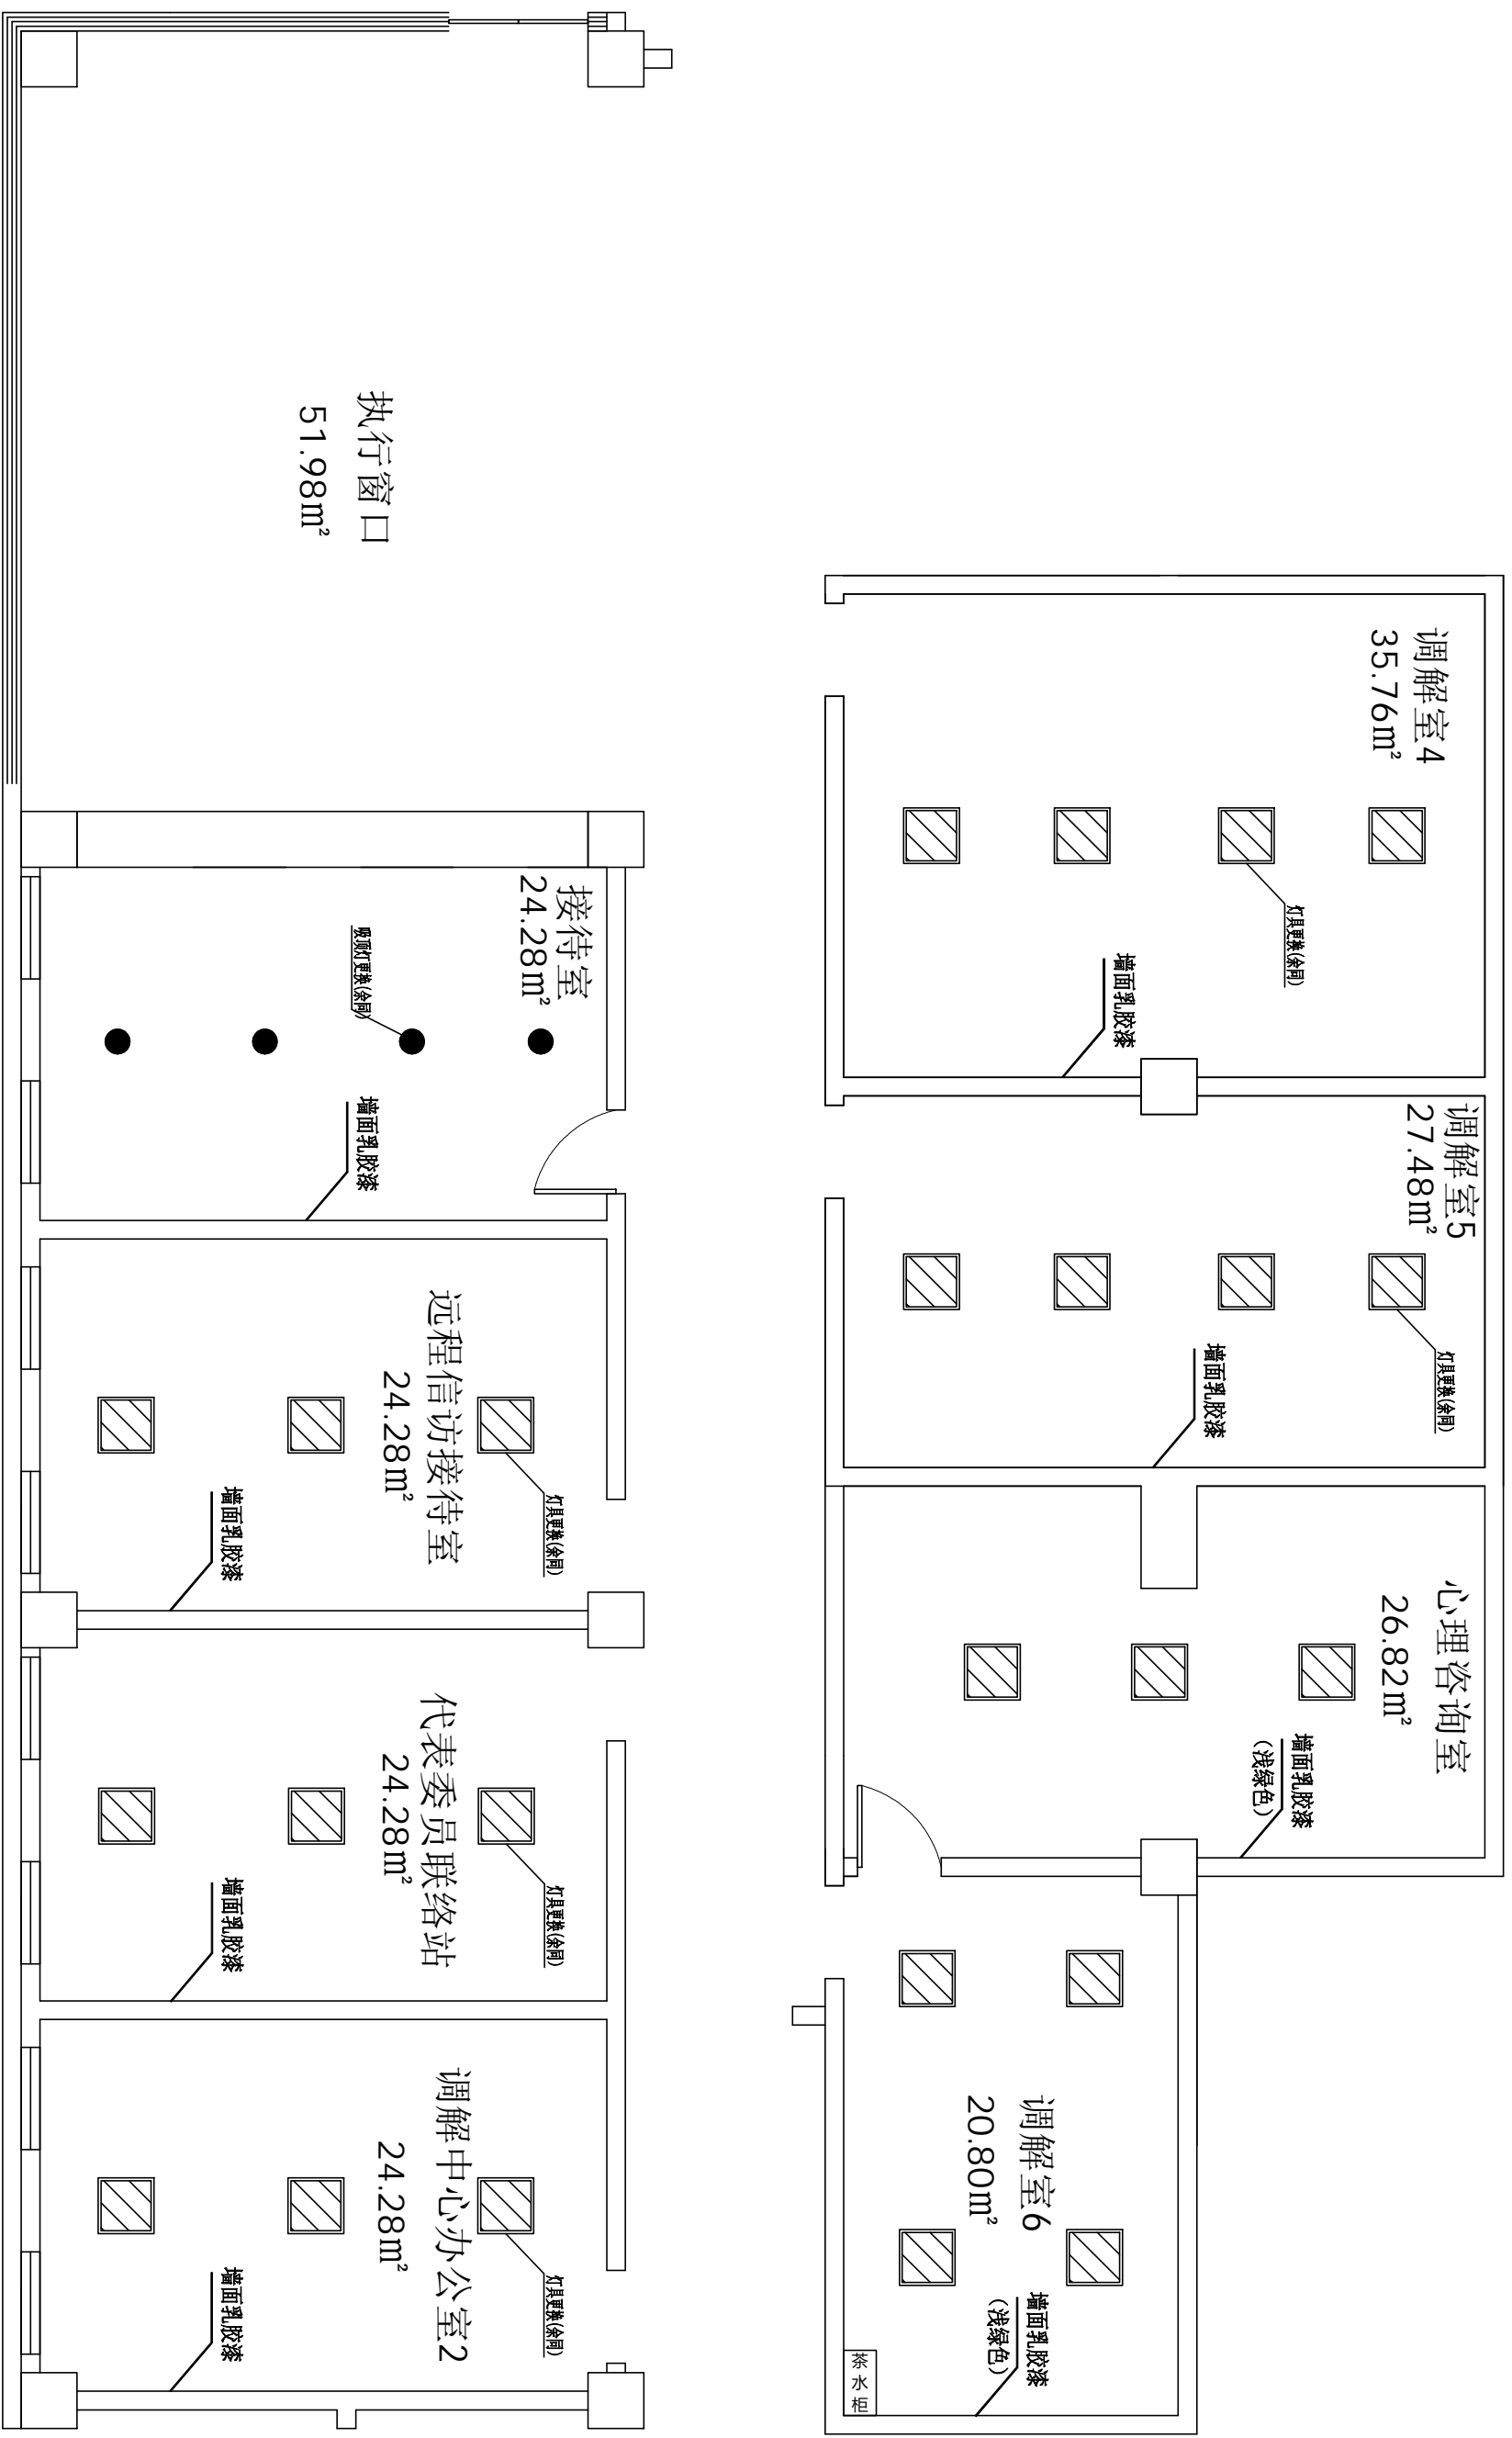 调解室4
35.76m²
灯具更换(余同)
墙面乳胶漆
调解室5
27.48m²
灯具更换(余同)
墙面乳胶漆
心理咨询室
26.82m²
墙面乳胶漆
(浅绿色)
调解室6
20.80m²
墙面乳胶漆
(浅绿色)
茶水柜
执行窗口
51.98m²
接待室
24.28m²
吸顶灯更换(余同)
墙面乳胶漆
远程信访接待室
24.28m²
灯具更换(余同)
墙面乳胶漆
代表委员联络站
24.28m²
灯具更换(余同)
墙面乳胶漆
调解中心办公室2
24.28m²
灯具更换(余同)
墙面乳胶漆